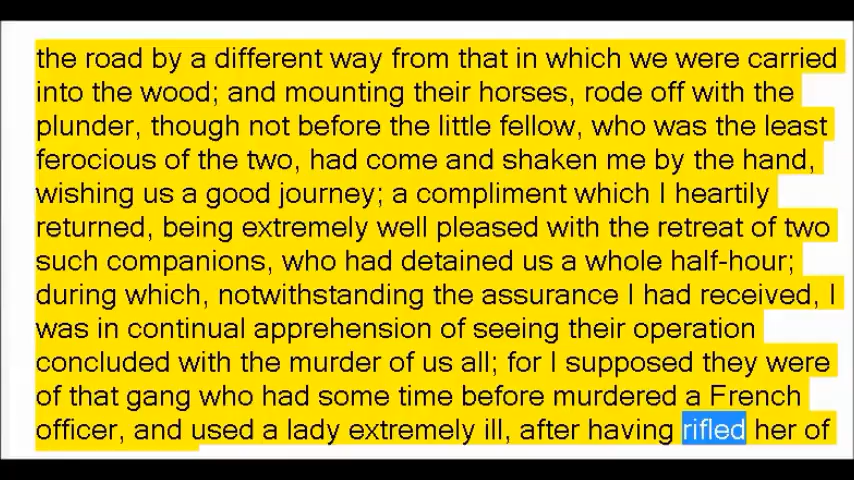 the road by a different way from that in which we were carried
into the wood; and mounting their horses, rode off with the
plunder, though not before the little fellow, who was the least
ferocious of the two, had come and shaken me by the hand,
wishing us a good journey; a compliment which I heartily
returned, being extremely well pleased with the retreat of two
such companions, who had detained us a whole half-hour;
during which, notwithstanding the assurance I had received, I
was in continual apprehension of seeing their operation
concluded with the murder of us all; for I supposed they were
of that gang who had some time before murdered a French
officer, and used a lady extremely ill, after having rifled her of